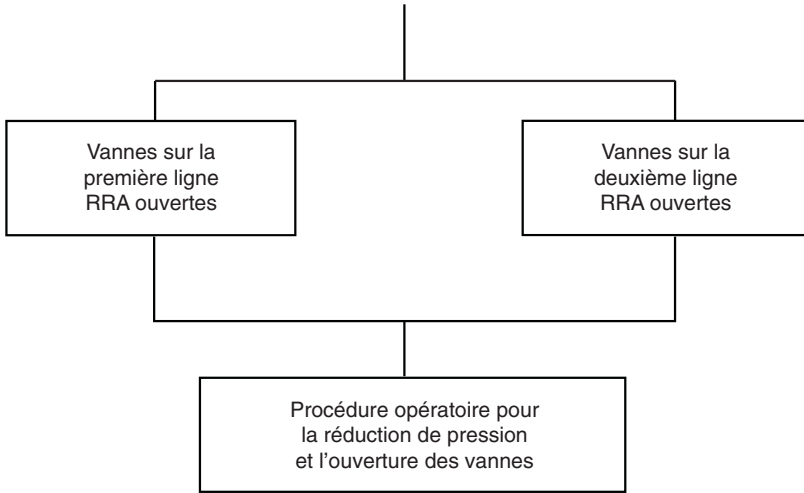 Vannes sur la
première ligne
RRA ouvertes
Vannes sur la
deuxième ligne
RRA ouvertes
Procédure opératoire pour
la réduction de pression
et l'ouverture des vannes